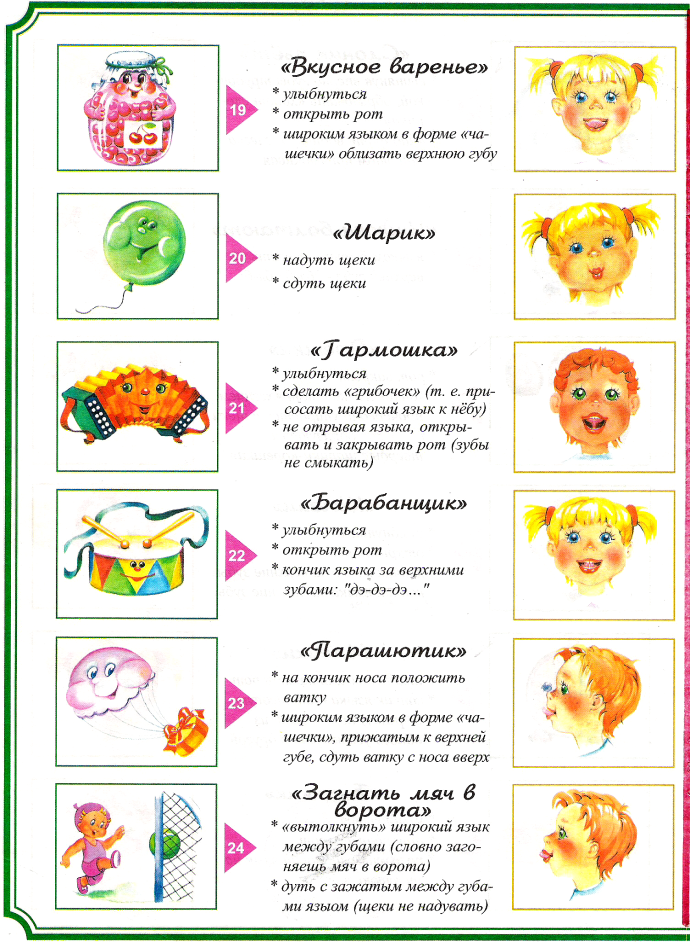 19
«Вкусное варенье»
* улыбнуться
* открыть рот
* широким языком в форме «ча-
шечки» облизать верхнюю губу
20
«Шарик»
* надуть щеки
* сдуть щеки
21
«Гармошка»
* улыбнуться
* сделать «грибочек» (т. е. при-
сосать широкий язык к нёбу)
* не отрывая языка, откры-
вать и закрывать рот (зубы
не смыкать)
22
«Барабанщик»
* улыбнуться
* открыть рот
* кончик языка за верхними
зубами: "дэ-дэ-дэ..."
23
«Парашютик»
* на кончик носа положить
ватку
* широким языком в форме «ча-
шечки», прижатым к верхней
губе, сдуть ватку с носа вверх
24
«Загнать мяч в
ворота»
* «вытолкнуть» широкий язык
между губами (словно заго-
няешь мяч в ворота)
* дуть с зажатым между губа-
ми языом (щеки не надувать)